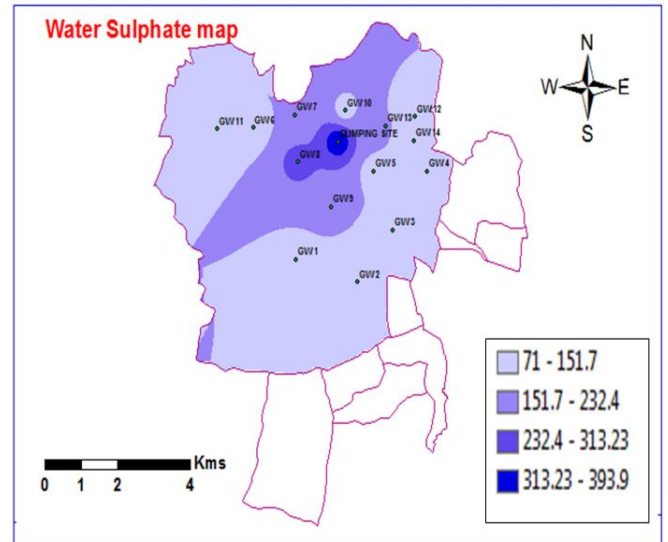 Water Sulphate map
N
W E
S
GW10
GW7
GW12
GW11 GW6 GW13
DUMPING SITE GW14
GW8
GW5 GW4
GW9
GW3
GW1
GW2
71 - 151.7
151.7 - 232.4
232.4 - 313.23
313.23 - 393.9
Kms
0 1 2 4